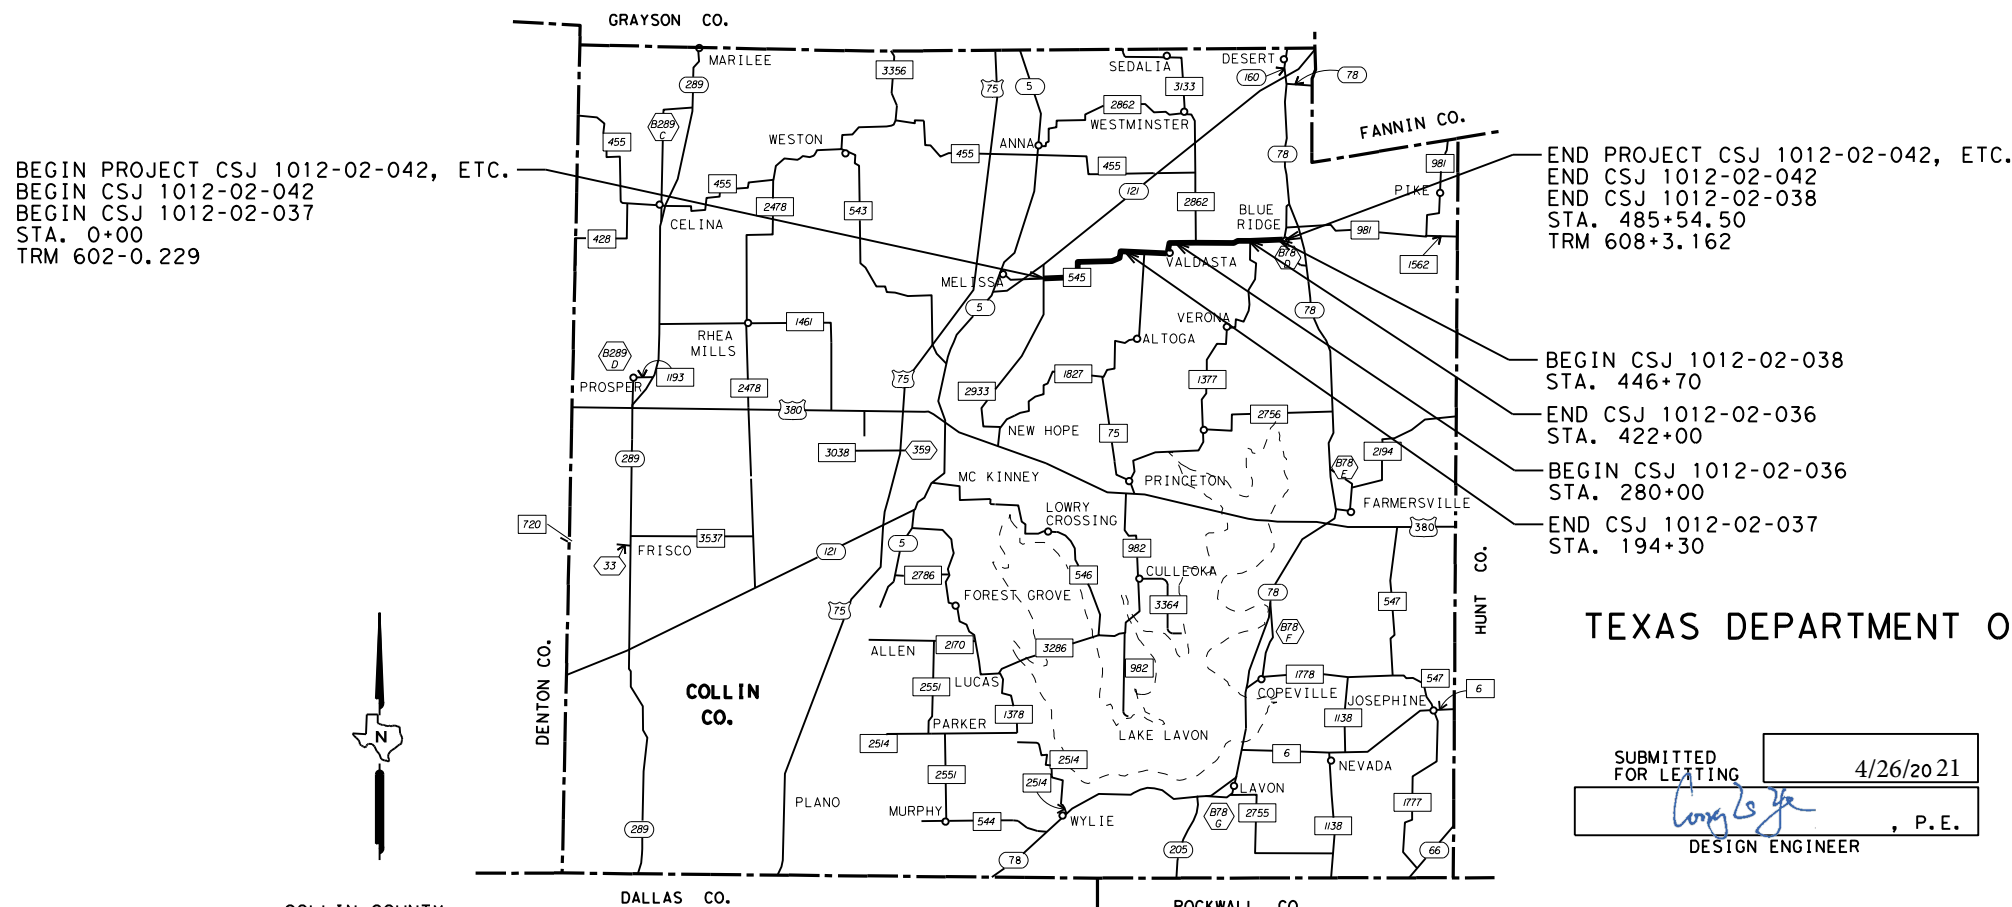 GRAYSON CO.
MARILEE
SEDALIA
DESERT
289
3356
75
5
3133
160
78
2862
WESTMINSTER
B289
C
455
WESTON
ANNA
FANNIN CO.
455
455
78
981
BEGIN PROJECT CSJ 1012-02-042, ETC.
BEGIN CSJ 1012-02-042
BEGIN CSJ 1012-02-037
STA. 0+00
TRM 602-0.229
END PROJECT CSJ 1012-02-042, ETC.
END CSJ 1012-02-042
END CSJ 1012-02-038
STA. 485+54.50
TRM 608+3.162
455
121
PIKE
2478
543
2862
BLUE
RIDGE
CELINA
428
981
B78
D
1562
VALDASTA
MELISSA
545
5
78
1461
VERONA
RHEA
MILLS
ALTOGA
B289
D
1193
PROSPER
2478
75
2933
1827
1377
BEGIN CSJ 1012-02-038
STA. 446+70
END CSJ 1012-02-036
STA. 422+00
BEGIN CSJ 1012-02-036
STA. 280+00
END CSJ 1012-02-037
STA. 194+30
380
2756
NEW HOPE
75
3038
359
2194
289
B78
E
MC KINNEY
PRINCETON
FARMERSVILLE
LOWRY
CROSSING
720
380
3537
FRISCO
33
121
5
982
HUNT CO.
2786
546
CULLEOKA
FOREST GROVE
3364
78
547
75
B78
F
TEXAS DEPARTMENT O
ALLEN
2170
3286
DENTON CO.
982
COLLIN
CO.
2551
LUCAS
1778
547
6
COPEVILLE
JOSEPHINE
1378
1138
PARKER
LAKE LAVON
2514
N
6
2514
NEVADA
2551
2514
LAVON
SUBMITTED
FOR LETTING
4/26/2021
PLANO
MURPHY
544
WYLIE
B78
G
2755
1138
1777
289
, P.E.
DESIGN ENGINEER
78
205
66
DALLAS CO.
ROCKWALL CO.
COLLIN COUNTY